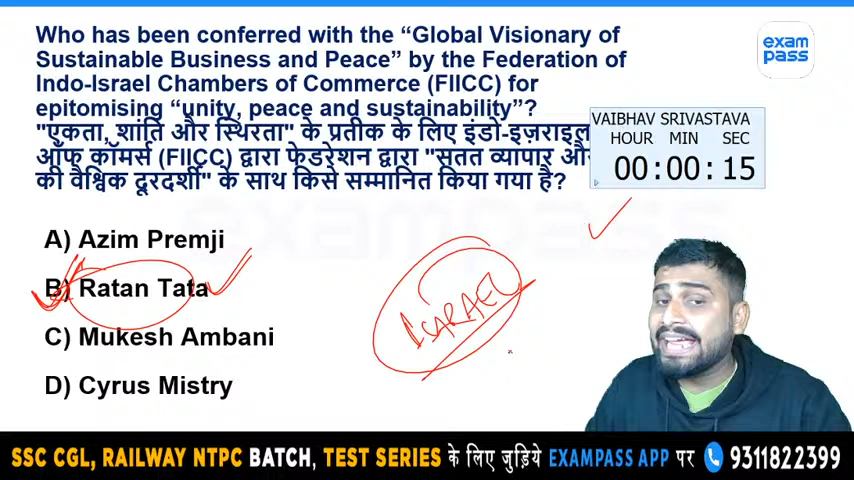 Who has been conferred with the “Global Visionary of
Sustainable Business and Peace” by the Federation of
Indo-Israel Chambers of Commerce (FIICC) for
epitomising “unity, peace and sustainability”?
"एकता, शांति और स्थिरता" के प्रतीक के लिए इंडो-इज़राइल
ऑफ कॉमर्स (FIICC) द्वारा फेडरेशन द्वारा "सतत व्यापार और
की वैश्विक दूरदर्शी" के साथ किसे सम्मानित किया गया है?
exam
pass
VAIBHAV SRIVASTAVA
HOUR MIN SEC
00:00:15
exampass
A) Azim Premji
B) Ratan Tata
C) Mukesh Ambani
D) Cyrus Mistry
ISARAEL
SSC CGL, RAILWAY NTPC BATCH, TEST SERIES के लिए जुड़िये EXAMPASS APP पर 9311822399